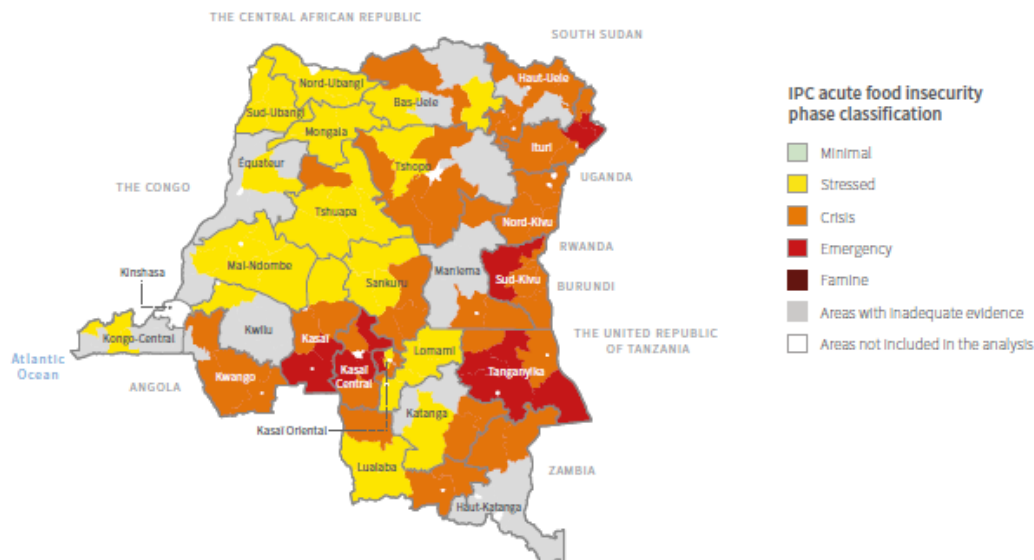 THE CENTRAL AFRICAN REPUBLIC
SOUTH SUDAN
Nord-Ubangi
Haut-Uele
Bas-Uele
Sud-Ubangi
Mongala
Ituri
Équateur
Tshopo
THE CONGO
UGANDA
Tshuapa
Nord-Kivu
RWANDA
Mai-Ndombe
Maniema
Kinshasa
Sankuru
Sud-Kivu
BURUNDI
Kwilu
Kasai
THE UNITED REPUBLIC
OF TANZANIA
Kongo-Central
Lomami
Atlantic
Ocean
Kwango
Kasai
Central
Tanganyika
ANGOLA
Katanga
Kasai Oriental
Lualaba
ZAMBIA
Haut-Katanga
IPC acute food insecurity
phase classification
Minimal
Stressed
Crisis
Emergency
Famine
Areas with inadequate evidence
Areas not included in the analysis